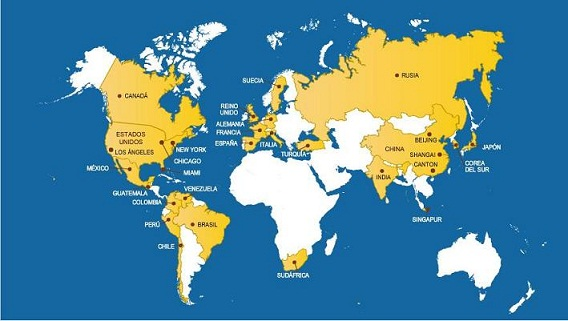 SUECIA
RUSIA
CANADÁ
REINO
UNIDO
ALEMANIA
FRANCIA
ESPAÑA
ITALIA
TURQUÍA
ESTADOS
UNIDOS
LOS ÁNGELES
NEW YORK
CHICAGO
MIAMI
MÉXICO
GUATEMALA
VENEZUELA
COLOMBIA
PERÚ
BRASIL
CHILE
SUDÁFRICA
BEIJING
CHINA
SHANGAI
CANTON
INDIA
JAPÓN
COREA
DEL SUR
SINGAPUR